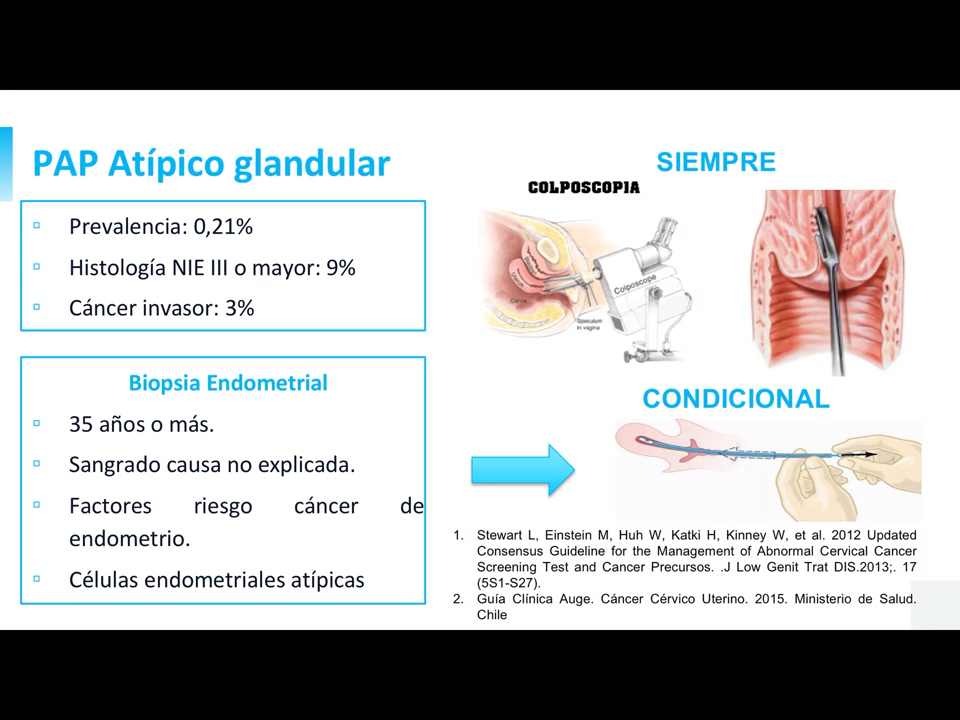 PAP Atípico glandular
▫ Prevalencia: 0,21%
▫ Histología NIE III o mayor: 9%
▫ Cáncer invasor: 3%
Biopsia Endometrial
▫ 35 años o más.
▫ Sangrado causa no explicada.
▫ Factores riesgo cáncer de
endometrio.
▫ Células endometriales atípicas
SIEMPRE
COLPOSCOPIA
Colposcope
Speculum
in vagina
CONDICIONAL
1. Stewart L, Einstein M, Huh W, Katki H, Kinney W, et al. 2012 Updated
Consensus Guideline for the Management of Abnormal Cervical Cancer
Screening Test and Cancer Precursos. .J Low Genit Trat DIS.2013;. 17
(5S1-S27).
2. Guía Clínica Auge. Cáncer Cérvico Uterino. 2015. Ministerio de Salud.
Chile